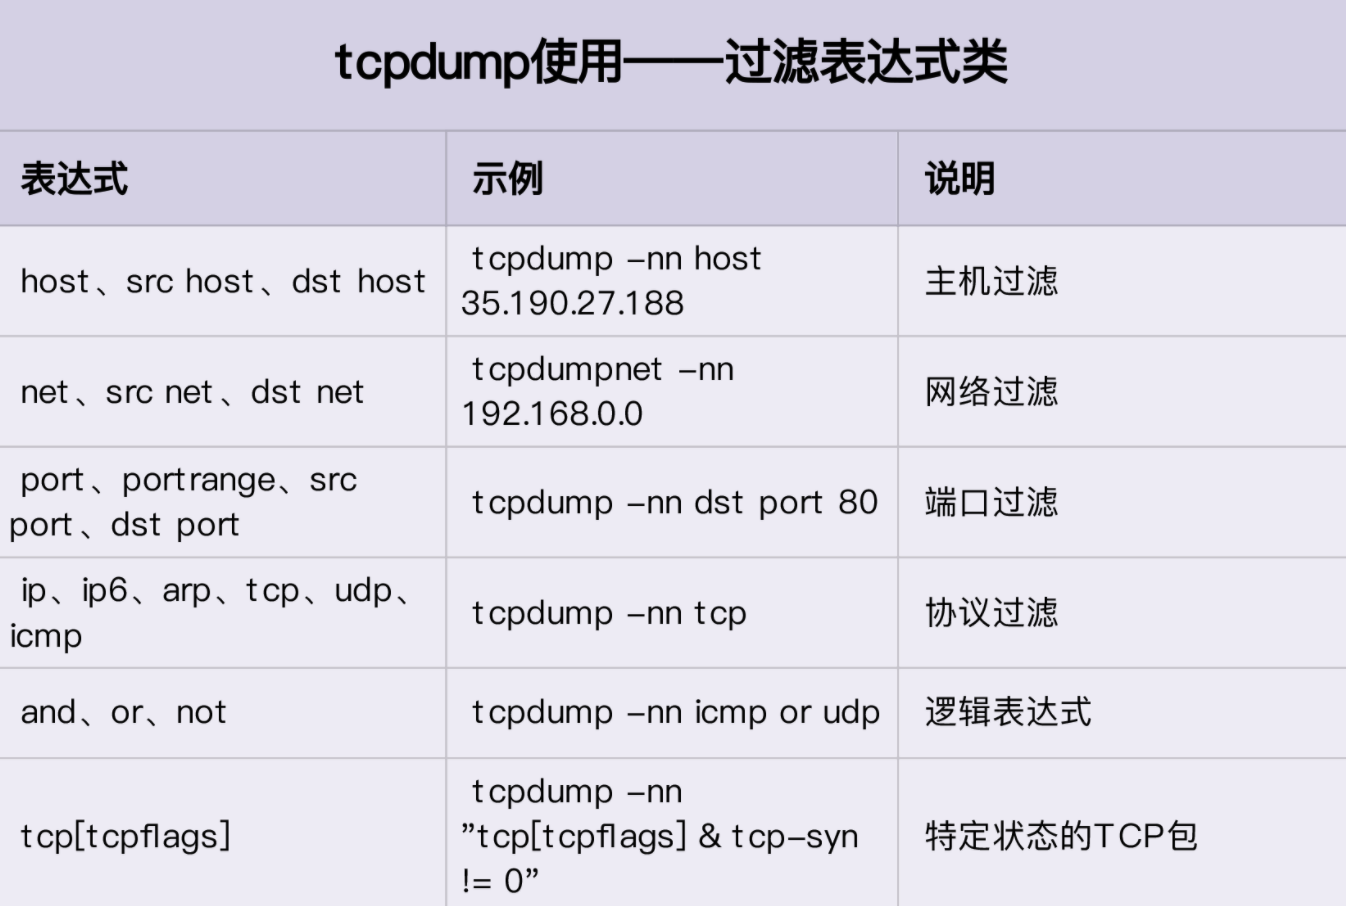 tcpdump使用——过滤表达式类
表达式
示例
说明
host、src host、dst host
tcpdump -nn host
35.190.27.188
主机过滤
net、src net、dst net
tcpdumpnet -nn
192.168.0.0
网络过滤
port、portrange、src
port、dst port
tcpdump -nn dst port 80
端口过滤
ip、ip6、arp、tcp、udp、
icmp
tcpdump -nn tcp
协议过滤
and、or、not
tcpdump -nn icmp or udp
逻辑表达式
tcp[tcpflags]
tcpdump -nn
”tcp[tcpflags] & tcp-syn
!= 0”
特定状态的TCP包